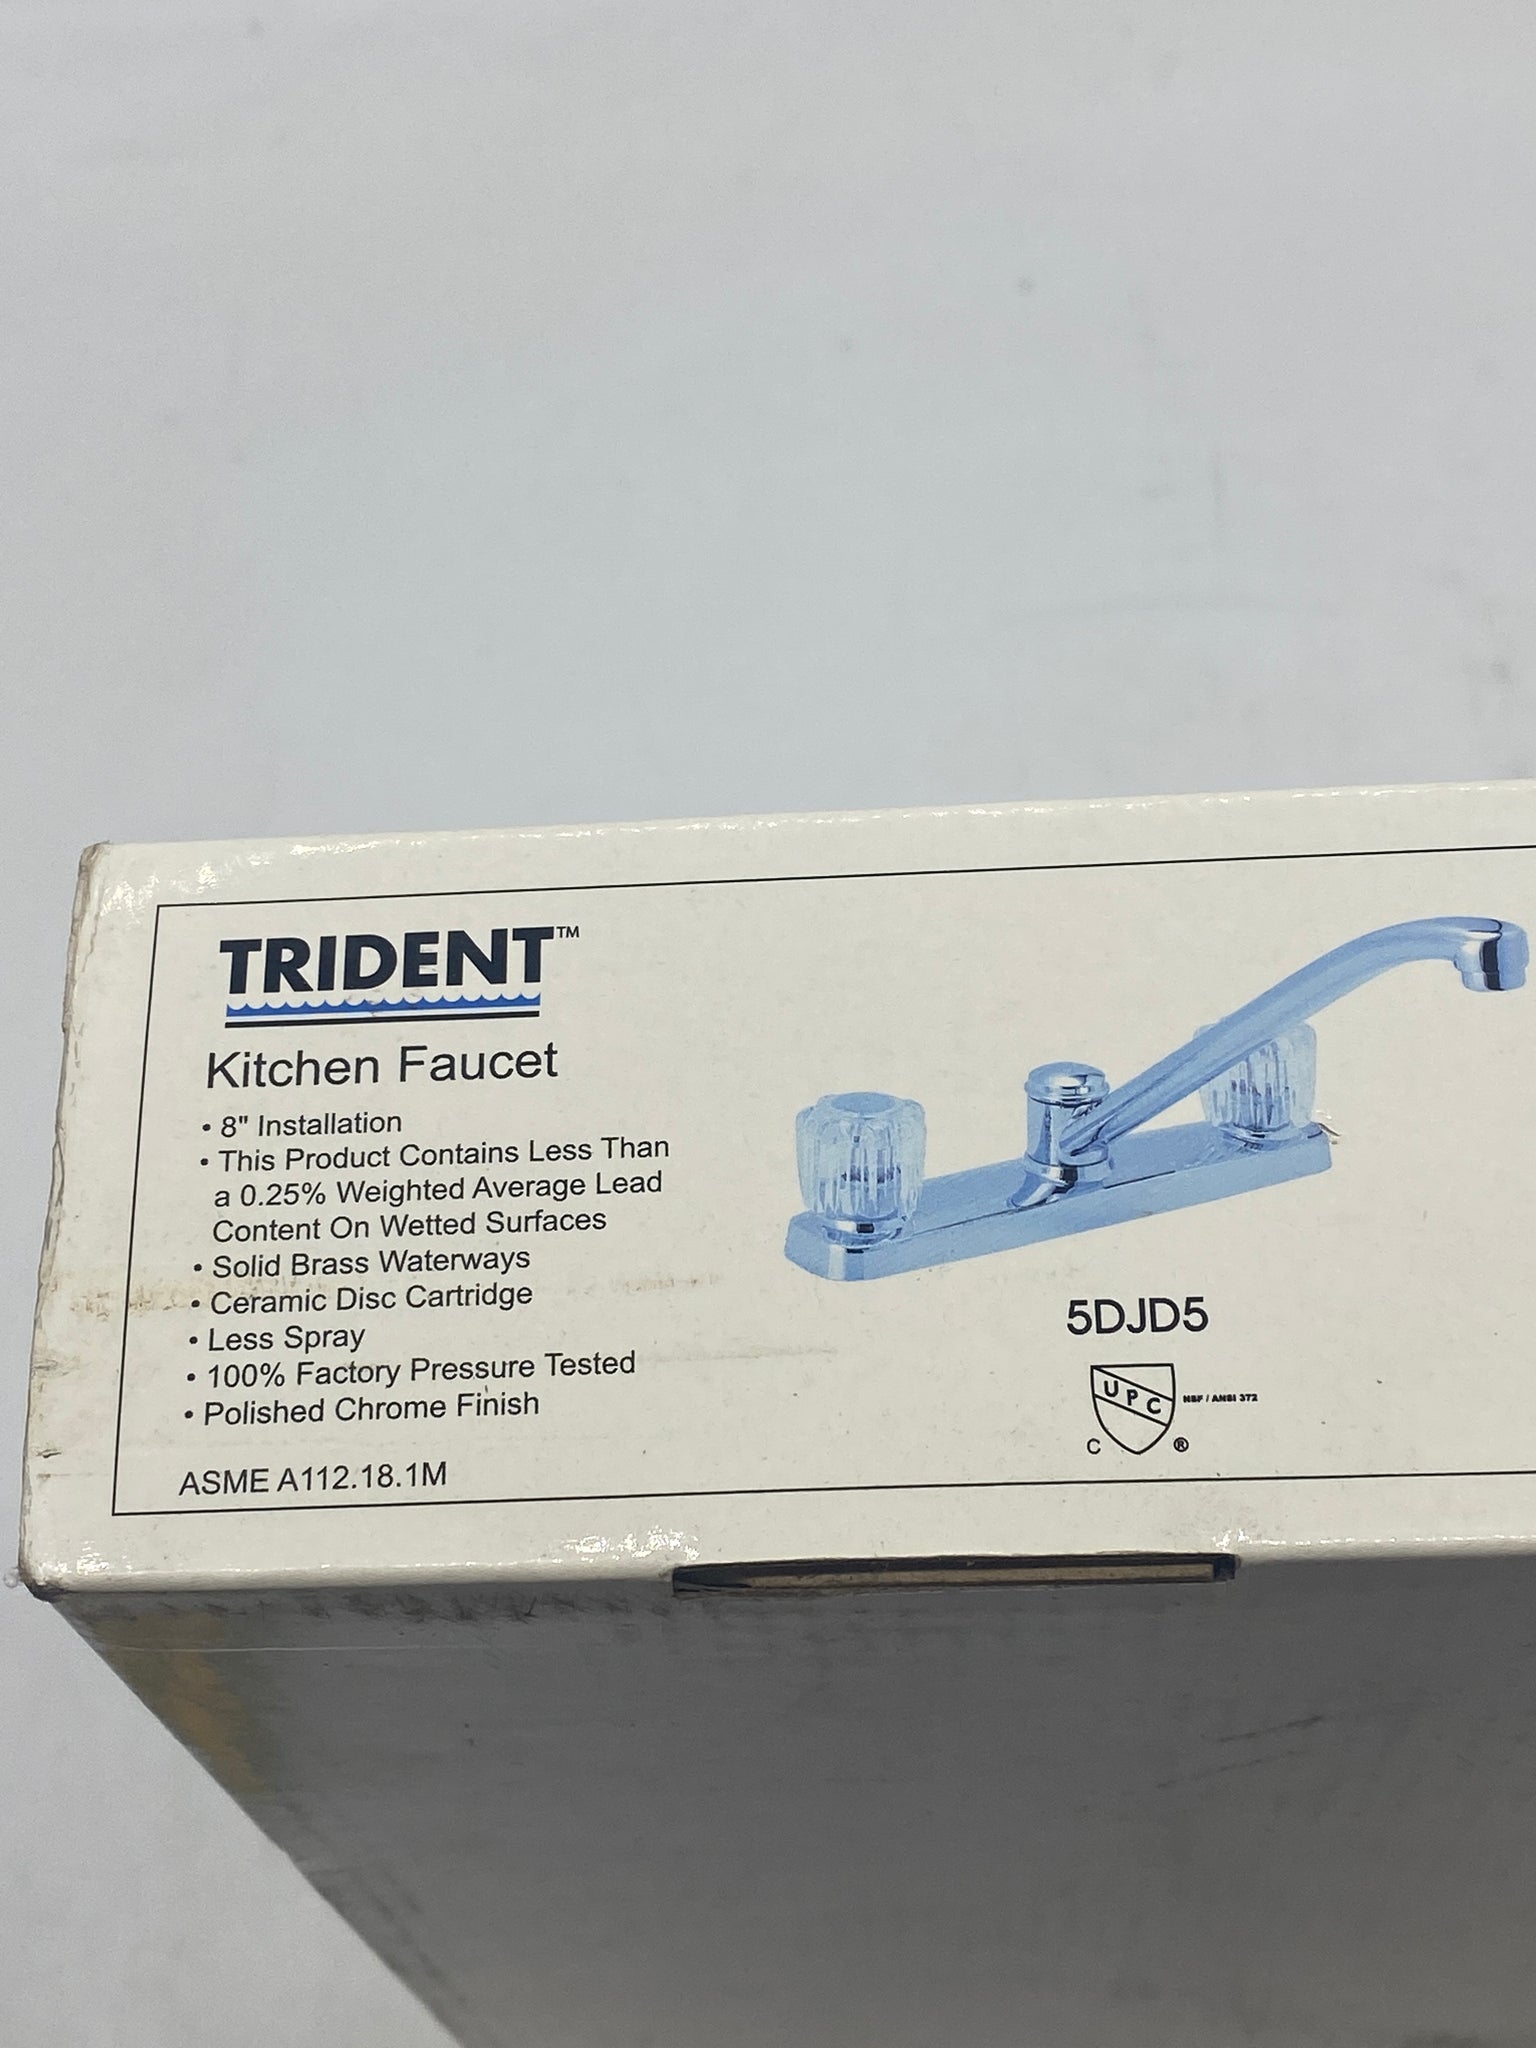 TRIDENT™
Kitchen Faucet
• 8" Installation
• This Product Contains Less Than
a 0.25% Weighted Average Lead
Content On Wetted Surfaces
• Solid Brass Waterways
• Ceramic Disc Cartridge
• Less Spray
• 100% Factory Pressure Tested
• Polished Chrome Finish
ASME A112.18.1M
5DJD5
UPC
NSF / ANSI 372
C ®